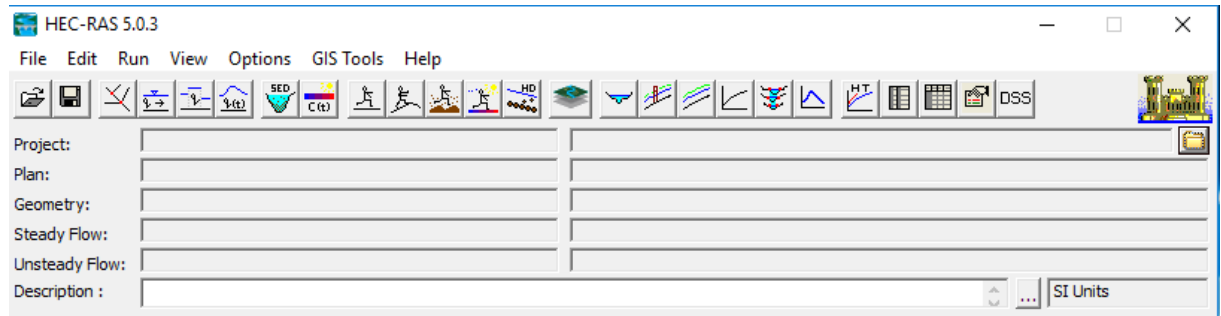 HEC-RAS 5.0.3
File Edit Run View Options GIS Tools Help
SED C(t) HD HT DSS
Project:
Plan:
Geometry:
Steady Flow:
Unsteady Flow:
Description : ... SI Units